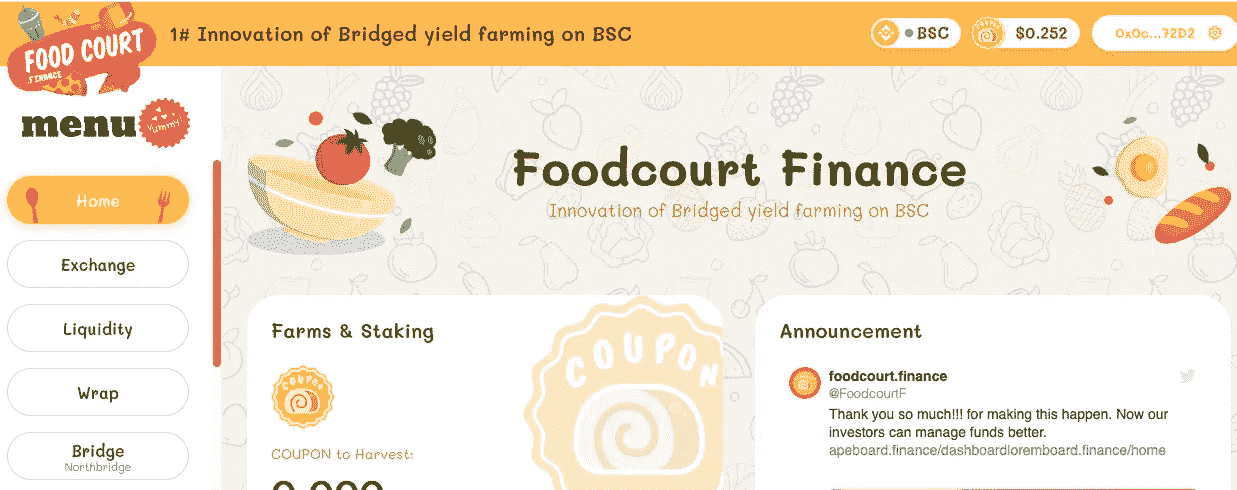 FOOD COURT
FINANCE
1# Innovation of Bridged yield farming on BSC
BSC
$0.252
0x0c...72D2
menu
Yummy!
Home
Exchange
Liquidity
Wrap
Bridge
Northbridge
Foodcourt Finance
Innovation of Bridged yield farming on BSC
Farms & Staking
COUPON
COUPON to Harvest:
0.000
COUPON
Announcement
foodcourt.finance
@FoodcourtF
Thank you so much!!! for making this happen. Now our
investors can manage funds better.
apeboard.finance/dashboardloremboard.finance/home